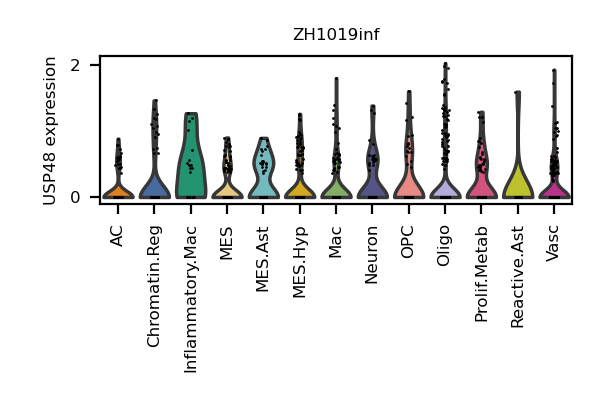 ZH1019inf
USP48 expression
2
0
AC
Chromatin.Reg
Inflammatory.Mac
MES
MES.Ast
MES.Hyp
Mac
Neuron
OPC
Oligo
Prolif.Metab
Reactive.Ast
Vasc